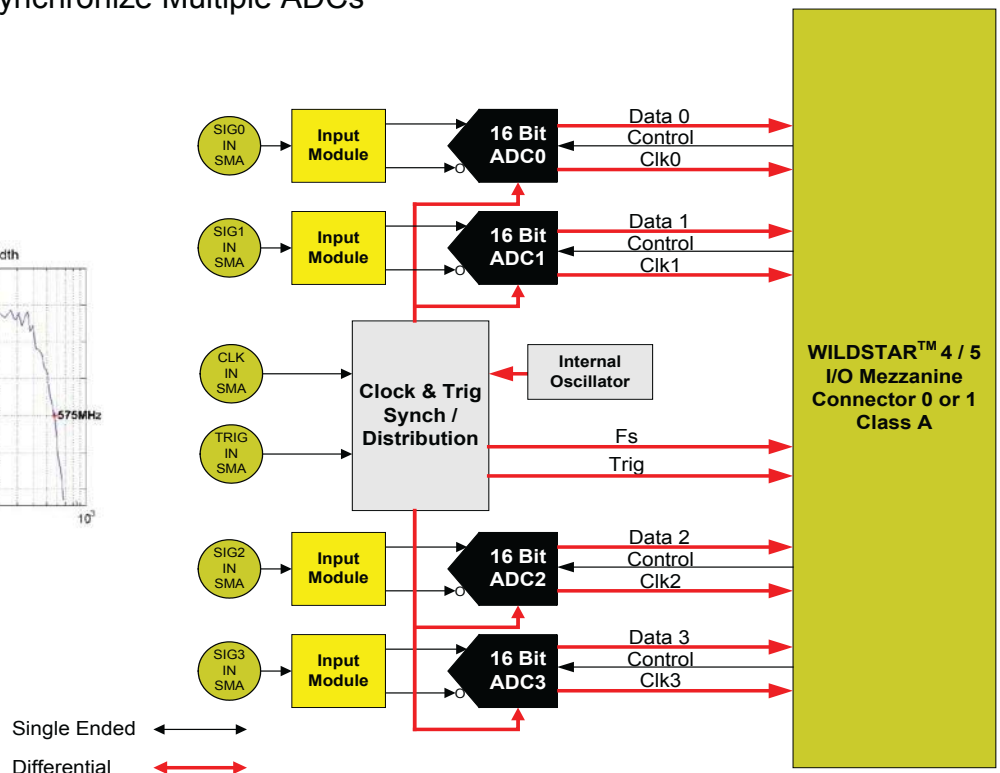 ynchronize Multiple ADCs
dth
575MHz
10³
SIG0
IN
SMA
Input
Module
16 Bit
ADC0
Data 0
Control
Clk0
SIG1
IN
SMA
Input
Module
16 Bit
ADC1
Data 1
Control
Clk1
CLK
IN
SMA
TRIG
IN
SMA
Clock & Trig
Synch /
Distribution
Internal
Oscillator
Fs
Trig
SIG2
IN
SMA
Input
Module
16 Bit
ADC2
Data 2
Control
Clk2
SIG3
IN
SMA
Input
Module
16 Bit
ADC3
Data 3
Control
Clk3
WILDSTAR™ 4 / 5
I/O Mezzanine
Connector 0 or 1
Class A
Single Ended
Differential